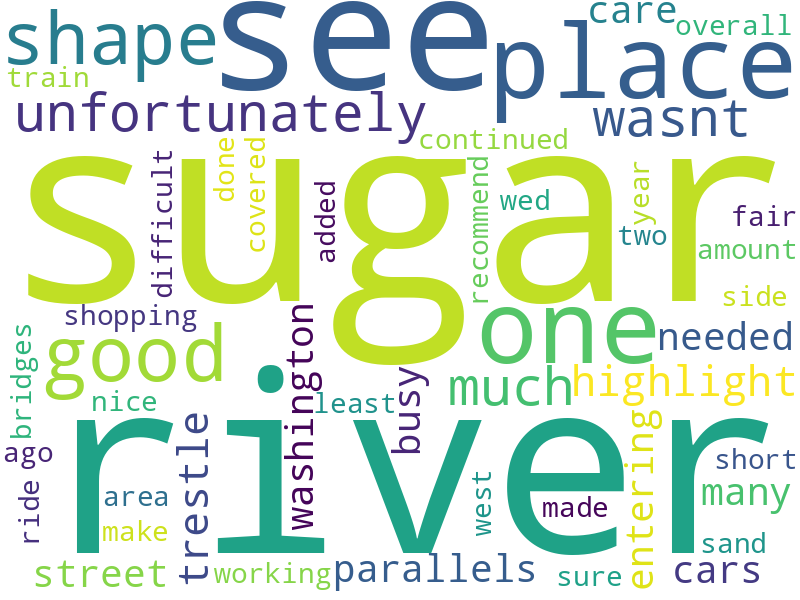 see
care
overall
shape
place
train
unfortunately
wasnt
continued
sugar
difficult
done
covered
added
recommend
wed
year
two
fair
amount
side
shopping
one
needed
good
bridges
washington
busy
much
highlight
nice
least
river
ago
ride
area
make
trestle
west
made
entering
short
many
sand
street
working
parallels
sure
cars